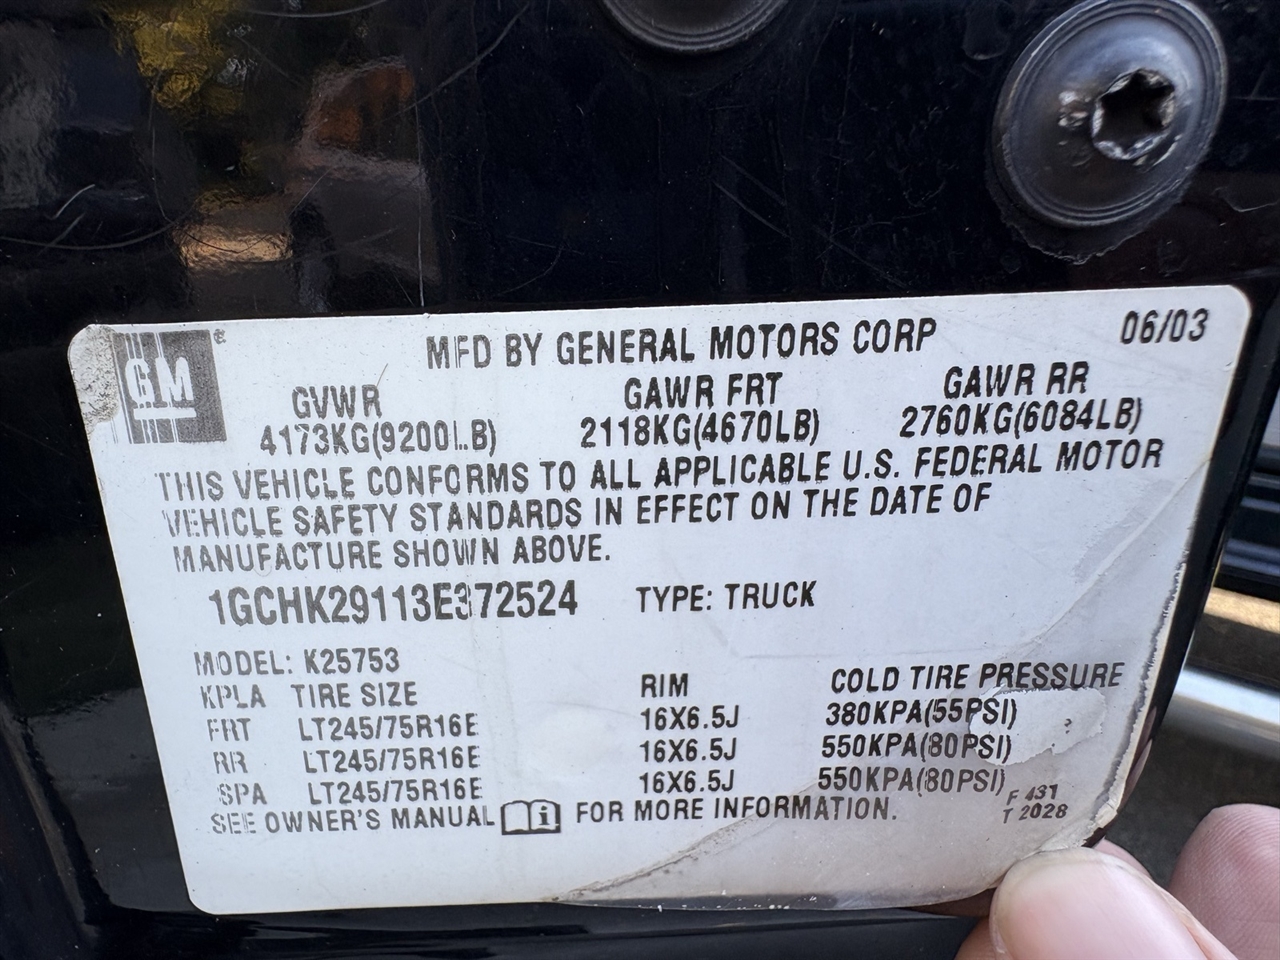 GM
MFD BY GENERAL MOTORS CORP
06/03
GVWR GAWR FRT GAWR RR
4173KG(9200LB) 2118KG(4670LB) 2760KG(6084LB)
THIS VEHICLE CONFORMS TO ALL APPLICABLE U.S. FEDERAL MOTOR
VEHICLE SAFETY STANDARDS IN EFFECT ON THE DATE OF
MANUFACTURE SHOWN ABOVE.
1GCHK29113E372524 TYPE: TRUCK
MODEL: K25753
KPLA TIRE SIZE RIM COLD TIRE PRESSURE
FRT LT245/75R16E 16X6.5J 380KPA(55PSI)
RR LT245/75R16E 16X6.5J 550KPA(80PSI)
SPA LT245/75R16E 16X6.5J 550KPA(80PSI)
SEE OWNER'S MANUAL i FOR MORE INFORMATION.
F 431
T 2028